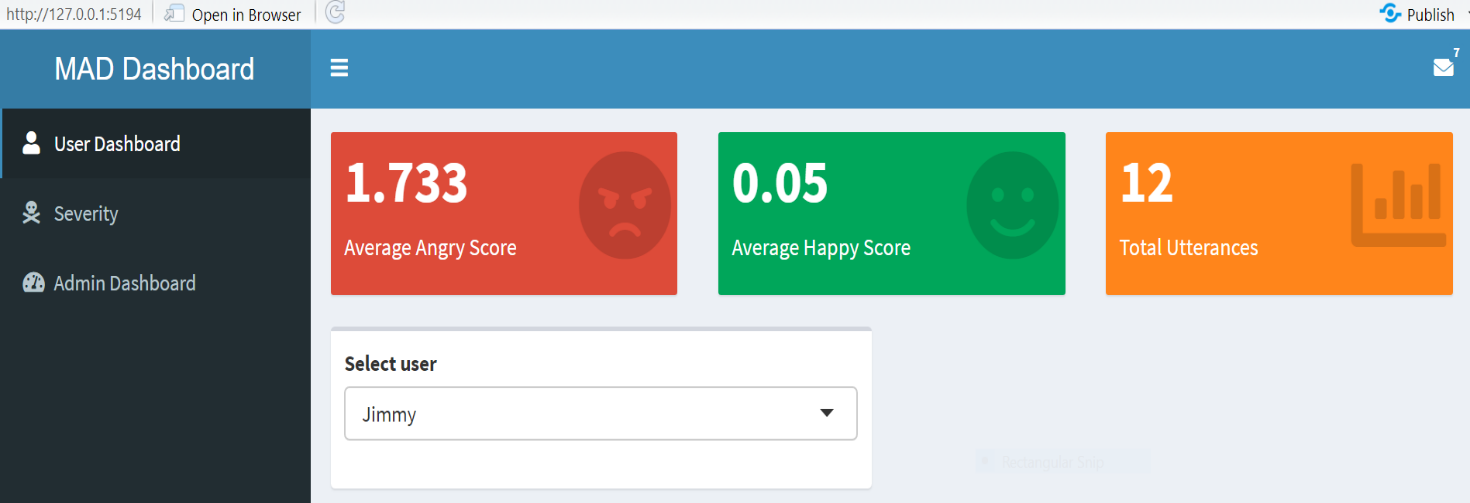 http://127.0.0.1:5194 Open in Browser Publish
MAD Dashboard 7
User Dashboard
Severity
Admin Dashboard
1.733
Average Angry Score
0.05
Average Happy Score
12
Total Utterances
Select user
Jimmy
Rectangular Snip